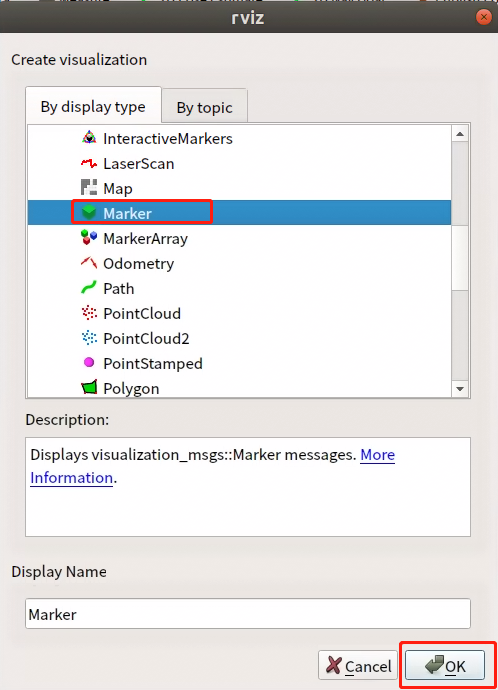 rviz
Create visualization
By display type
By topic
InteractiveMarkers
LaserScan
Map
Marker
MarkerArray
Odometry
Path
PointCloud
PointCloud2
PointStamped
Polygon
Description:
Displays visualization_msgs::Marker messages. More
Information.
Display Name
Marker
Cancel
OK